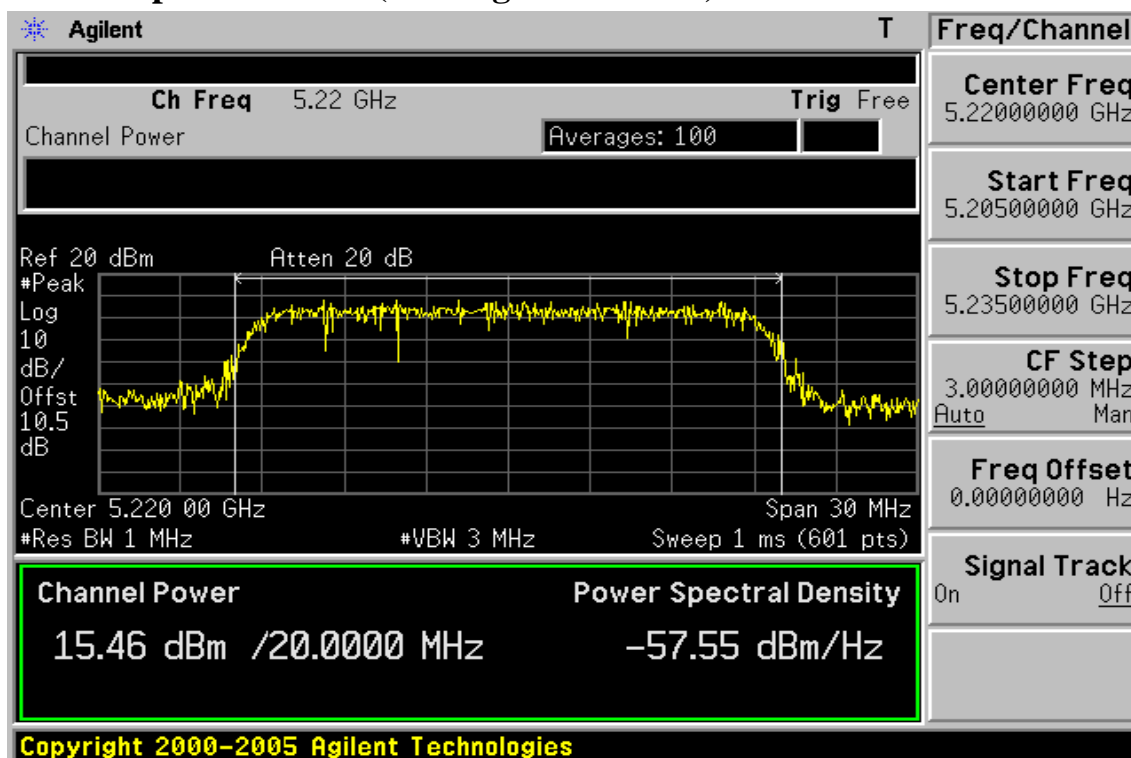 Agilent T
Ch Freq 5.22 GHz Trig Free
Channel Power Averages: 100
Ref 20 dBm Atten 20 dB
#Peak
Log
10
dB/
Offst
10.5
dB
Center 5.220 00 GHz Span 30 MHz
#Res BW 1 MHz #VBW 3 MHz Sweep 1 ms (601 pts)
Channel Power Power Spectral Density
15.46 dBm /20.0000 MHz -57.55 dBm/Hz
Copyright 2000-2005 Agilent Technologies
Freq/Channel
Center Freq
5.22000000 GHz
Start Freq
5.20500000 GHz
Stop Freq
5.23500000 GHz
CF Step
3.00000000 MHz
Auto Man
Freq Offset
0.00000000 Hz
Signal Track
On Off